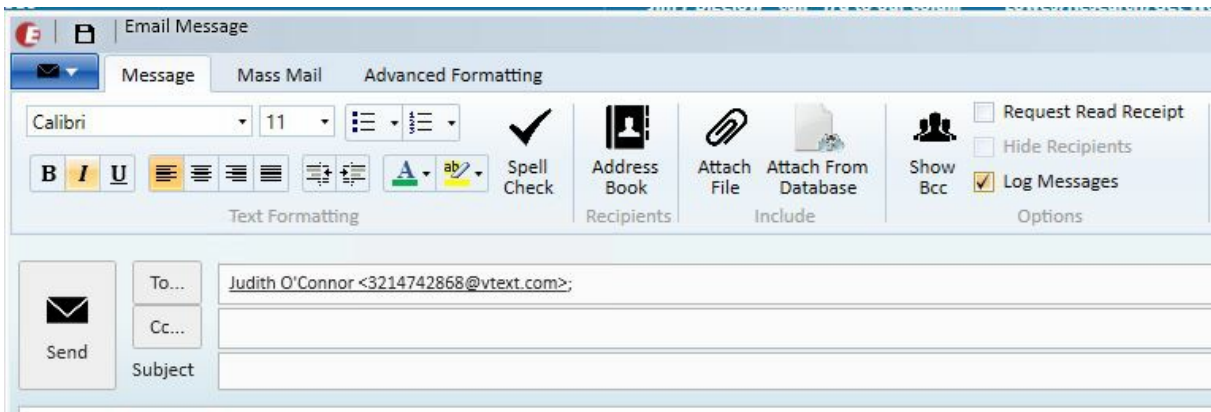 Email Message
Message Mass Mail Advanced Formatting
Calibri 11
B I U A ab
Spell Check
Address Book
Attach File
Attach From Database
Show Bcc
Request Read Receipt
Hide Recipients
Log Messages
Text Formatting Recipients Include Options
To... Judith O'Connor <3214742868@vtext.com>;
Cc...
Send
Subject